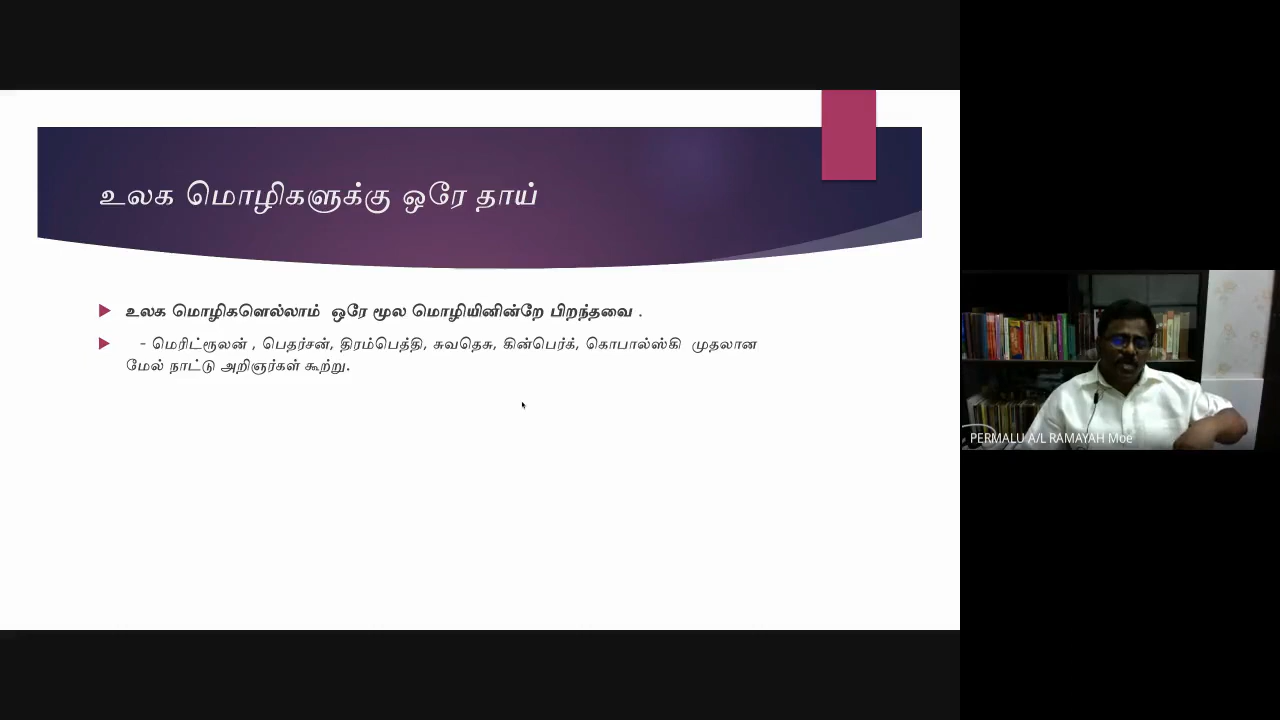 உலக மொழிகளுக்கு ஒரே தாய்
உலக மொழிகளெல்லாம் ஒரே மூல மொழியினின்றே பிறந்தவை .
- மெரிட்ரூலன் , பெதர்சன், திரம்பெத்தி, சுவதெசு, கின்பெர்க், கொபால்ஸ்கி முதலான
மேல் நாட்டு அறிஞர்கள் கூற்று.
PERMALU A/L RAMAYAH Moe